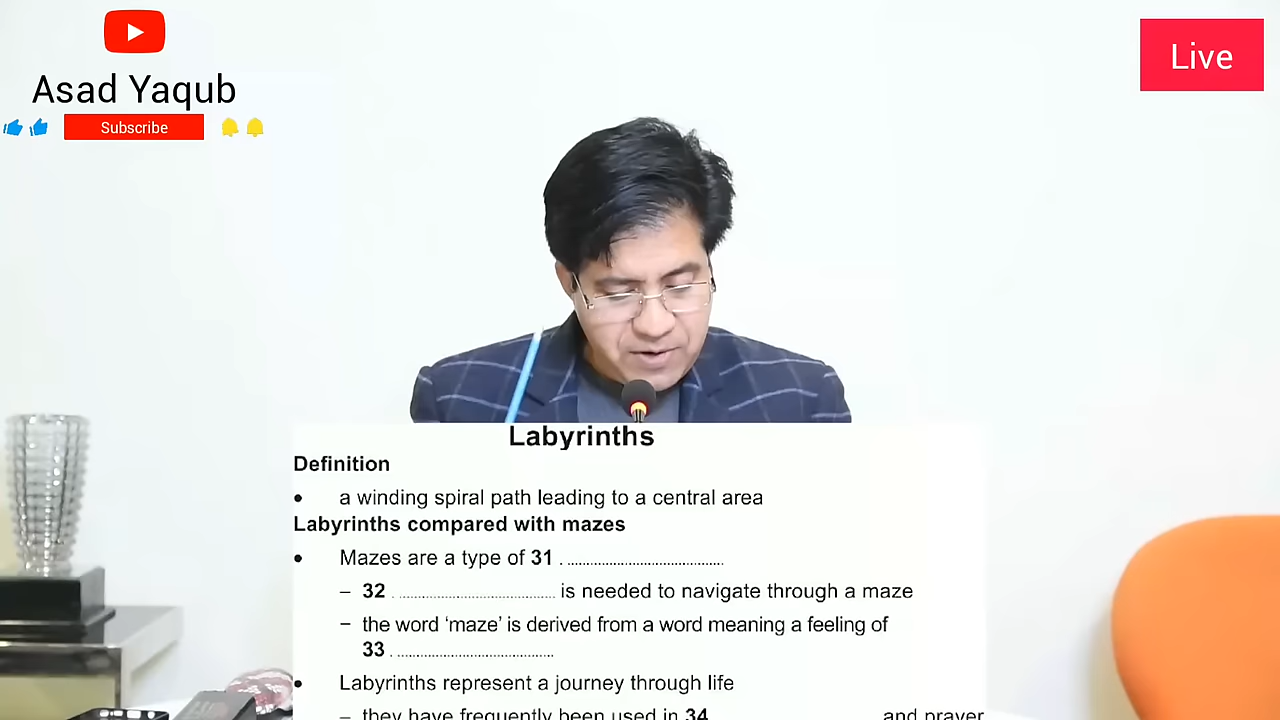 Asad Yaqub
Subscribe
Live
Labyrinths
Definition
• a winding spiral path leading to a central area
Labyrinths compared with mazes
• Mazes are a type of 31 . ........................................
– 32 . ........................................ is needed to navigate through a maze
– the word ‘maze’ is derived from a word meaning a feeling of
33 . ........................................
• Labyrinths represent a journey through life
– they have frequently been used in 34 and prayer